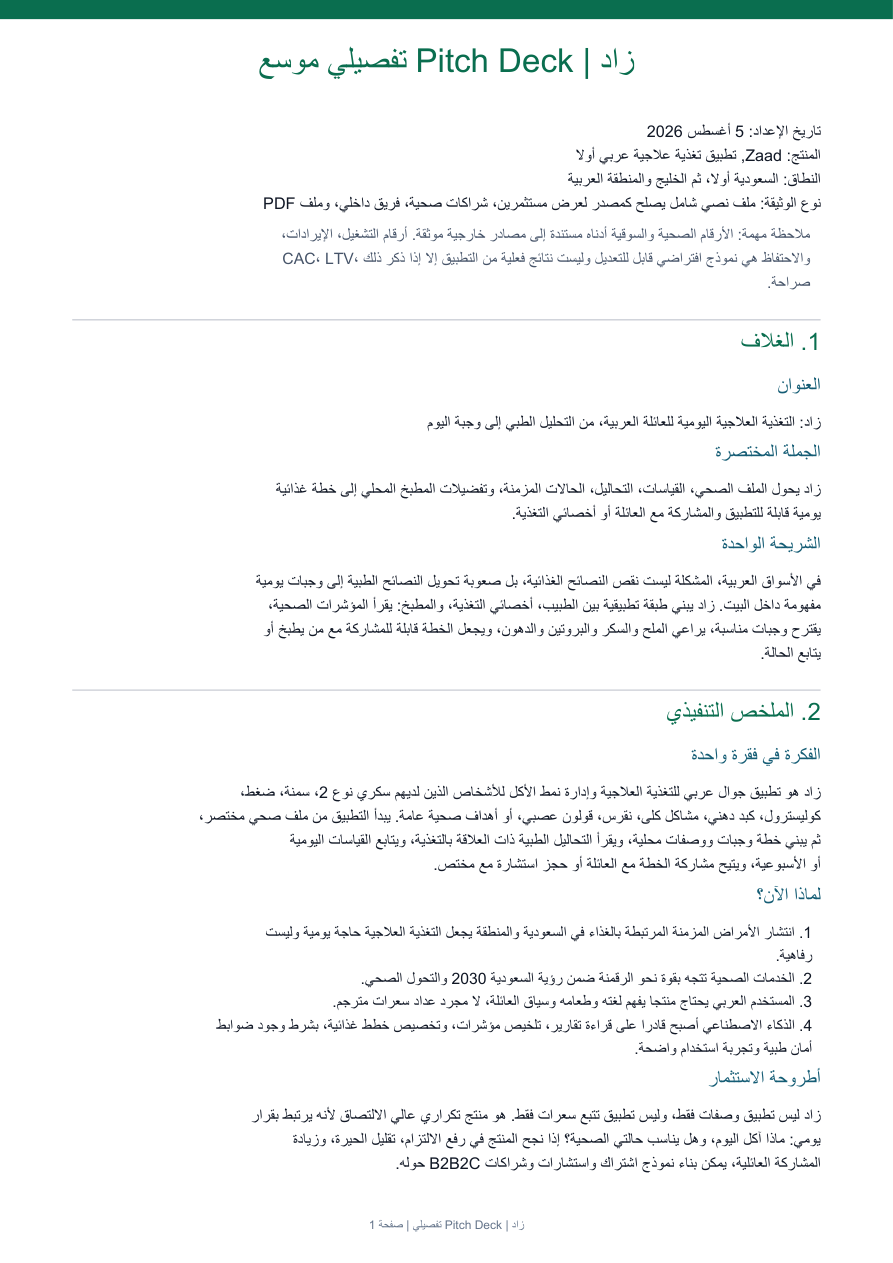 زاد | Pitch Deck تفصيلي موسع
تاريخ الإعداد: 5 أغسطس 2026
المنتج: Zaad, تطبيق تغذية علاجية عربي أولا
النطاق: السعودية أولا، ثم الخليج والمنطقة العربية
نوع الوثيقة: ملف نصي شامل يصلح كمصدر لعرض مستثمرين، شراكات صحية، فريق داخلي، وملف PDF
ملاحظة مهمة: الأرقام الصحية والسوقية أدناه مستندة إلى مصادر خارجية موثقة. أرقام التشغيل، الإيرادات،
CAC، LTV، والاحتفاظ هي نموذج افتراضي قابل للتعديل وليست نتائج فعلية من التطبيق إلا إذا ذكر ذلك
صراحة.
1. الغلاف
العنوان
زاد: التغذية العلاجية اليومية للعائلة العربية، من التحليل الطبي إلى وجبة اليوم
الجملة المختصرة
زاد يحول الملف الصحي، القياسات، التحاليل، الحالات المزمنة، وتفضيلات المطبخ المحلي إلى خطة غذائية
يومية قابلة للتطبيق والمشاركة مع العائلة أو أخصائي التغذية.
الشريحة الواحدة
في الأسواق العربية، المشكلة ليست نقص النصائح الغذائية، بل صعوبة تحويل النصائح الطبية إلى وجبات يومية
مفهومة داخل البيت. زاد يبني طبقة تطبيقية بين الطبيب، أخصائي التغذية، والمطبخ: يقرأ المؤشرات الصحية،
يقترح وجبات مناسبة، يراعي الملح والسكر والبروتين والدهون، ويجعل الخطة قابلة للمشاركة مع من يطبخ أو
يتابع الحالة.
2. الملخص التنفيذي
الفكرة في فقرة واحدة
زاد هو تطبيق جوال عربي للتغذية العلاجية وإدارة نمط الأكل للأشخاص الذين لديهم سكري نوع 2، سمنة، ضغط،
كوليسترول، كبد دهني، مشاكل كلى، نقرس، قولون عصبي، أو أهداف صحية عامة. يبدأ التطبيق من ملف صحي مختصر،
ثم يبني خطة وجبات ووصفات محلية، ويقرأ التحاليل الطبية ذات العلاقة بالتغذية، ويتابع القياسات اليومية
أو الأسبوعية، ويتيح مشاركة الخطة مع العائلة أو حجز استشارة مع مختص.
لماذا الآن؟
1. انتشار الأمراض المزمنة المرتبطة بالغذاء في السعودية والمنطقة يجعل التغذية العلاجية حاجة يومية وليست
رفاهية.
2. الخدمات الصحية تتجه بقوة نحو الرقمنة ضمن رؤية السعودية 2030 والتحول الصحي.
3. المستخدم العربي يحتاج منتجا يفهم لغته وطعامه وسياق العائلة، لا مجرد عداد سعرات مترجم.
4. الذكاء الاصطناعي أصبح قادرا على قراءة تقارير، تلخيص مؤشرات، وتخصيص خطط غذائية، بشرط وجود ضوابط
أمان طبية وتجربة استخدام واضحة.
أطروحة الاستثمار
زاد ليس تطبيق وصفات فقط، وليس تطبيق تتبع سعرات فقط. هو منتج تكراري عالي الالتصاق لأنه يرتبط بقرار
يومي: ماذا آكل اليوم، وهل يناسب حالتي الصحية؟ إذا نجح المنتج في رفع الالتزام، تقليل الحيرة، وزيادة
المشاركة العائلية، يمكن بناء نموذج اشتراك واستشارات وشراكات B2B2C حوله.
زاد | Pitch Deck تفصيلي | صفحة 1